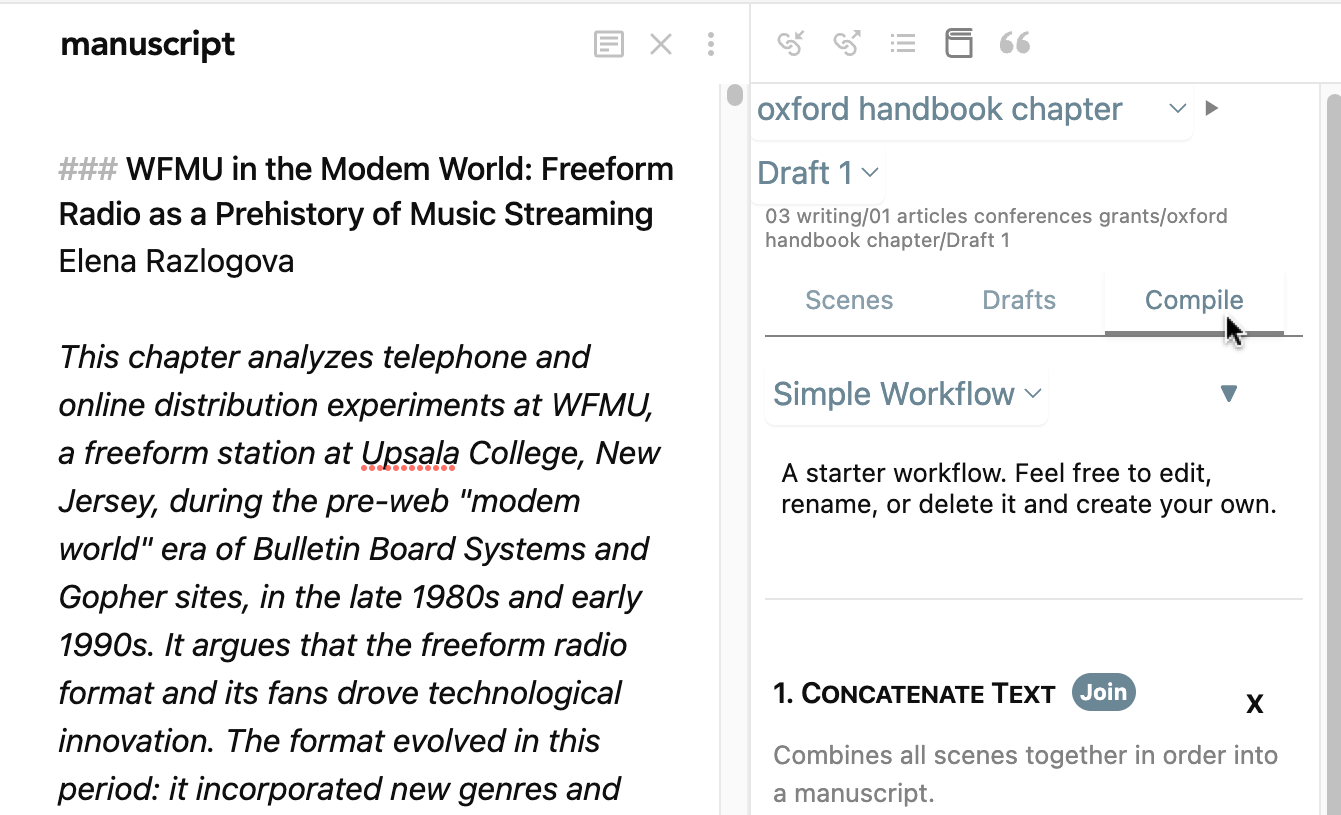 manuscript
### WFMU in the Modem World: Freeform
Radio as a Prehistory of Music Streaming
Elena Razlogova
This chapter analyzes telephone and
online distribution experiments at WFMU,
a freeform station at Upsala College, New
Jersey, during the pre-web "modem
world" era of Bulletin Board Systems and
Gopher sites, in the late 1980s and early
1990s. It argues that the freeform radio
format and its fans drove technological
innovation. The format evolved in this
period: it incorporated new genres and
oxford handbook chapter
Draft 1
03 writing/01 articles conferences grants/oxford
handbook chapter/Draft 1
Scenes Drafts Compile
Simple Workflow
A starter workflow. Feel free to edit,
rename, or delete it and create your own.
1. CONCATENATE TEXT Join X
Combines all scenes together in order into
a manuscript.